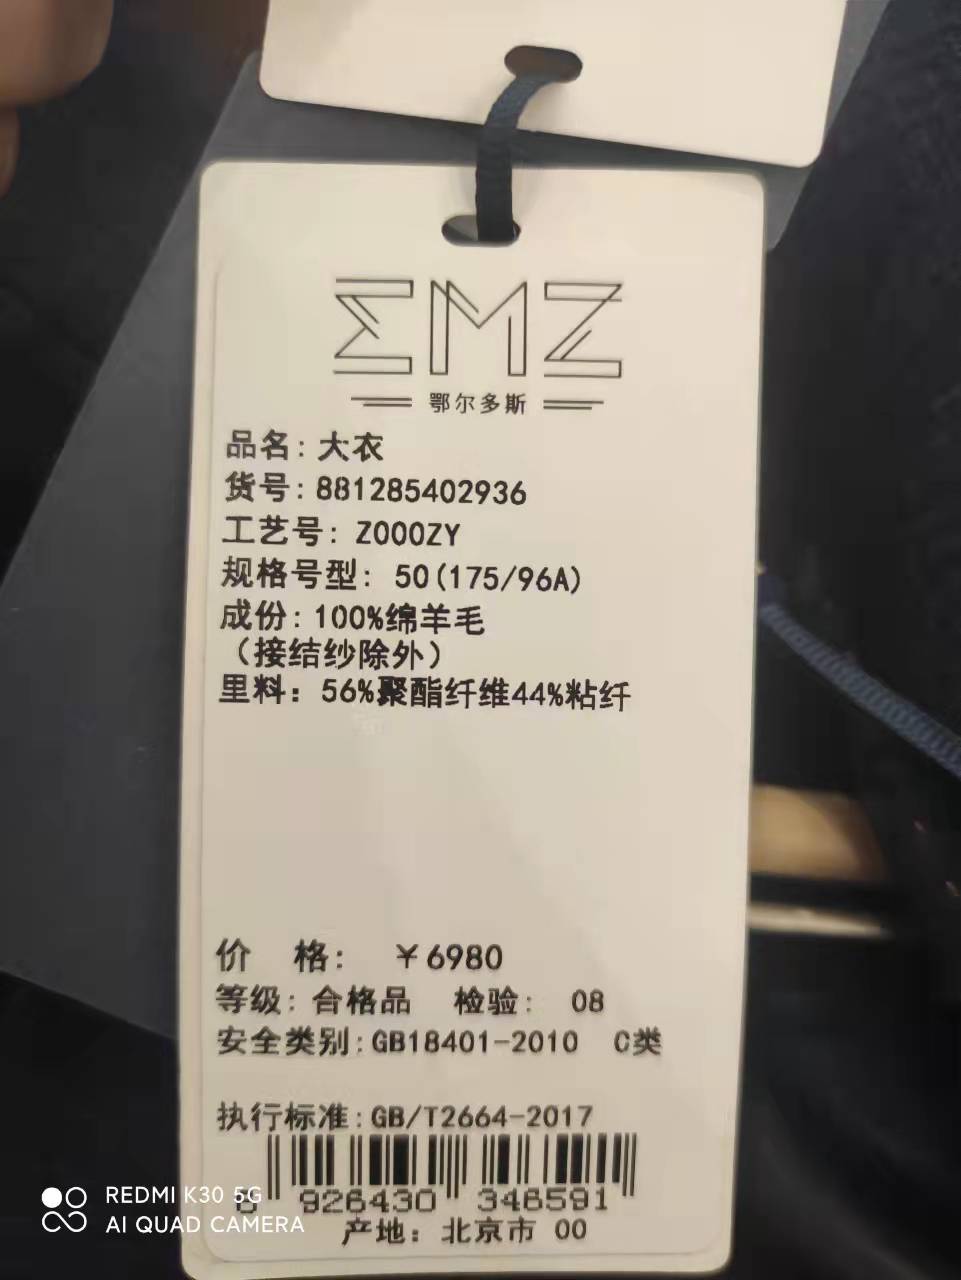 ΣMZ
鄂尔多斯
品名: 大衣
货号: 881285402936
工艺号: Z000ZY
规格号型: 50(175/96A)
成份: 100%绵羊毛
（接结纱除外）
里料: 56%聚酯纤维44%粘纤
价 格: ￥6980
等级: 合格品 检验: 08
安全类别:GB18401-2010 C类
执行标准:GB/T2664-2017
6 926430 346591
产地: 北京市 00
REDMI K30 5G
AI QUAD CAMERA